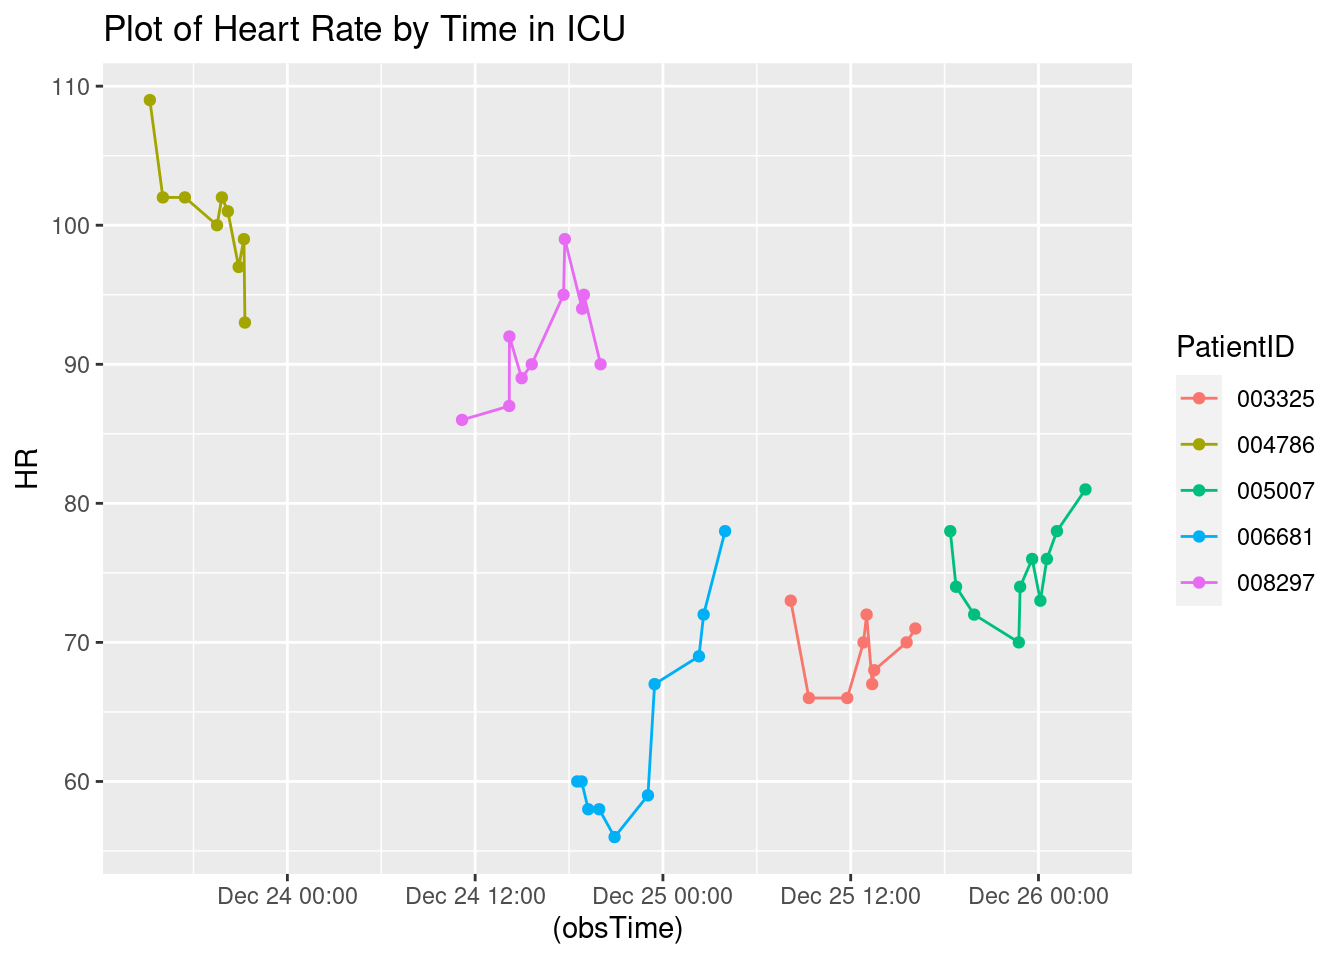 Plot of Heart Rate by Time in ICU
110
100
90
80
70
60
HR
Dec 24 00:00
Dec 24 12:00
Dec 25 00:00
Dec 25 12:00
Dec 26 00:00
(obsTime)
PatientID
003325
004786
005007
006681
008297